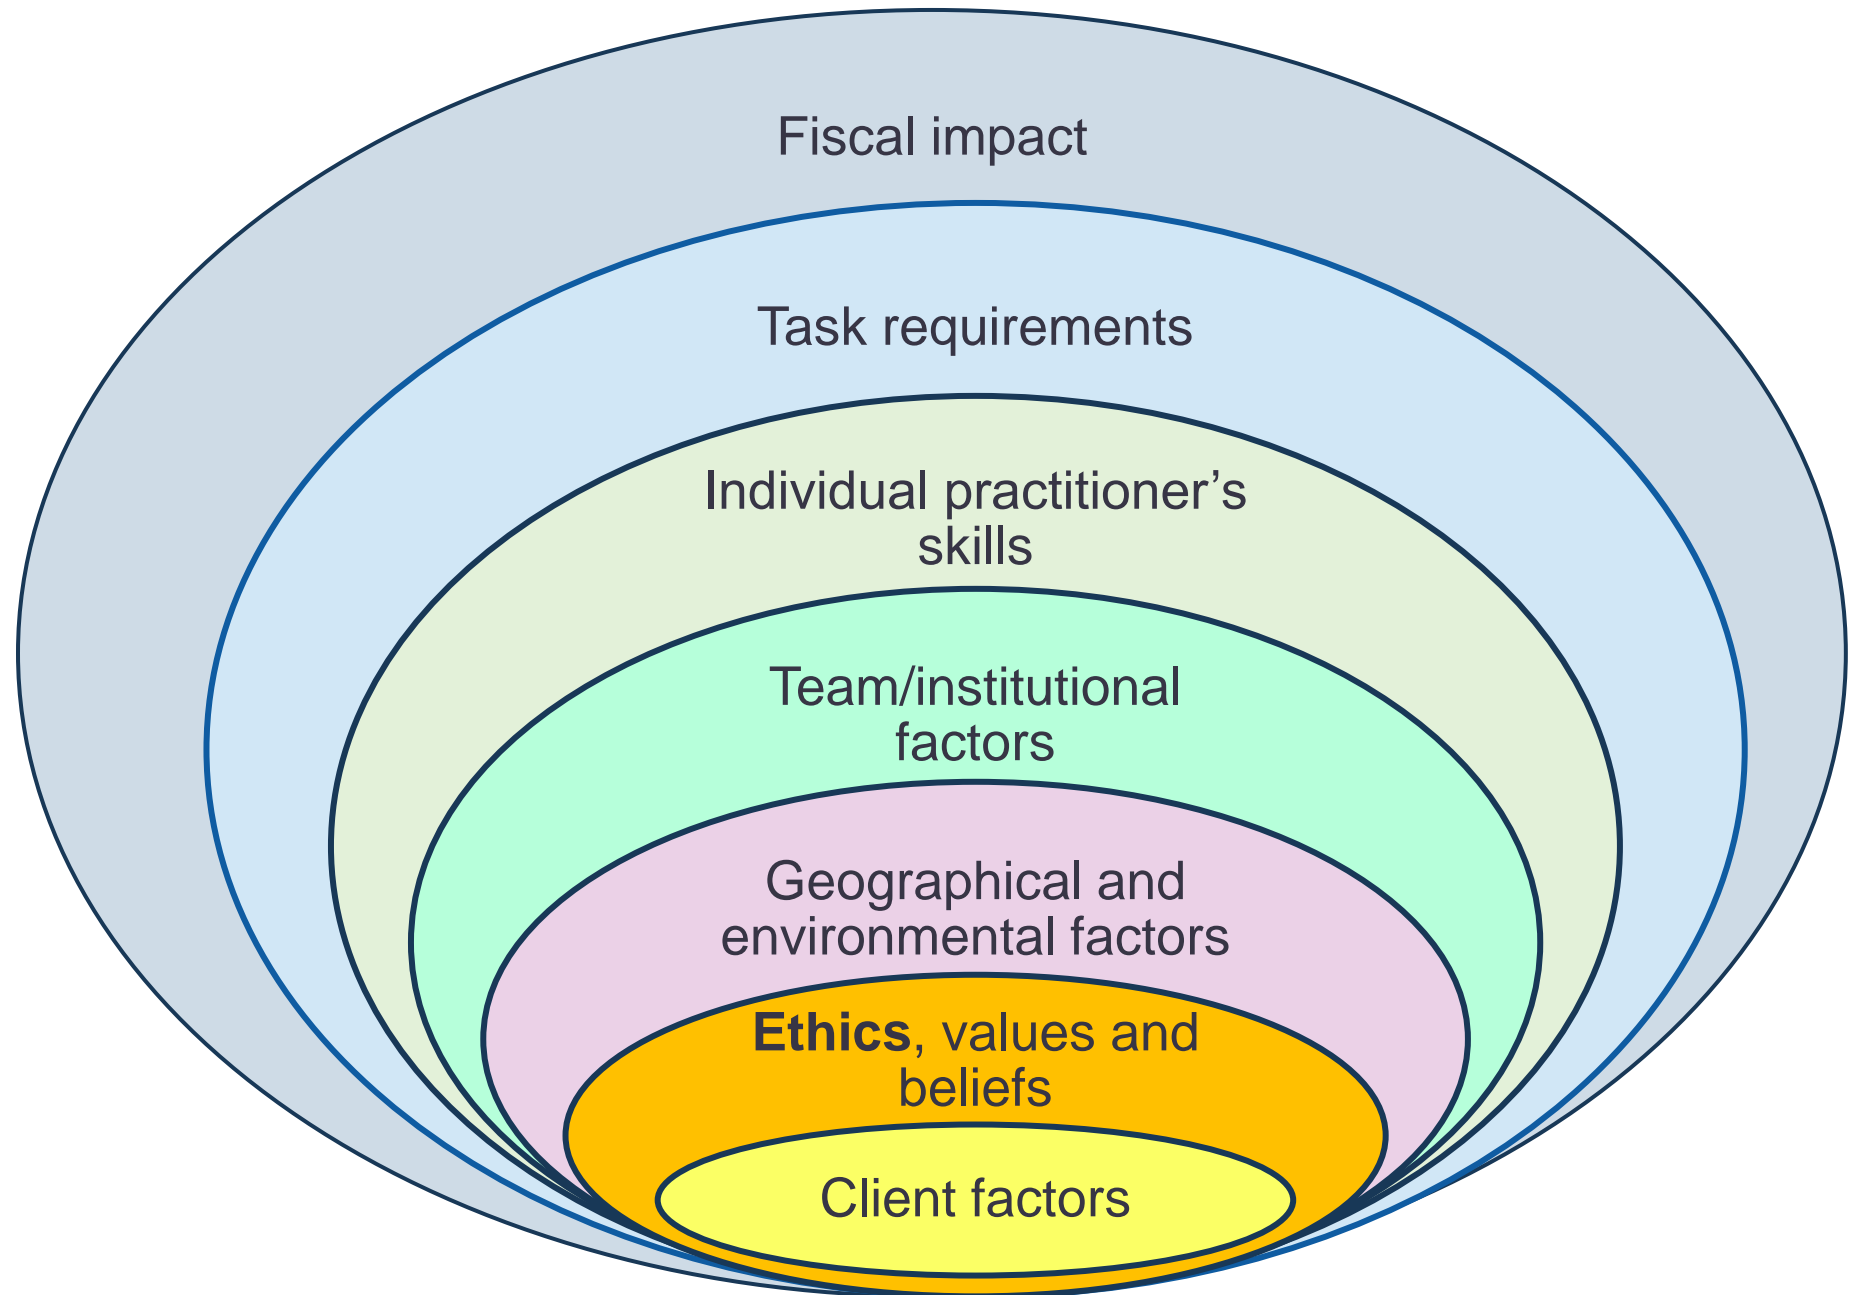 Fiscal impact
Task requirements
Individual practitioner’s
skills
Team/institutional
factors
Geographical and
environmental factors
Ethics, values and
beliefs
Client factors